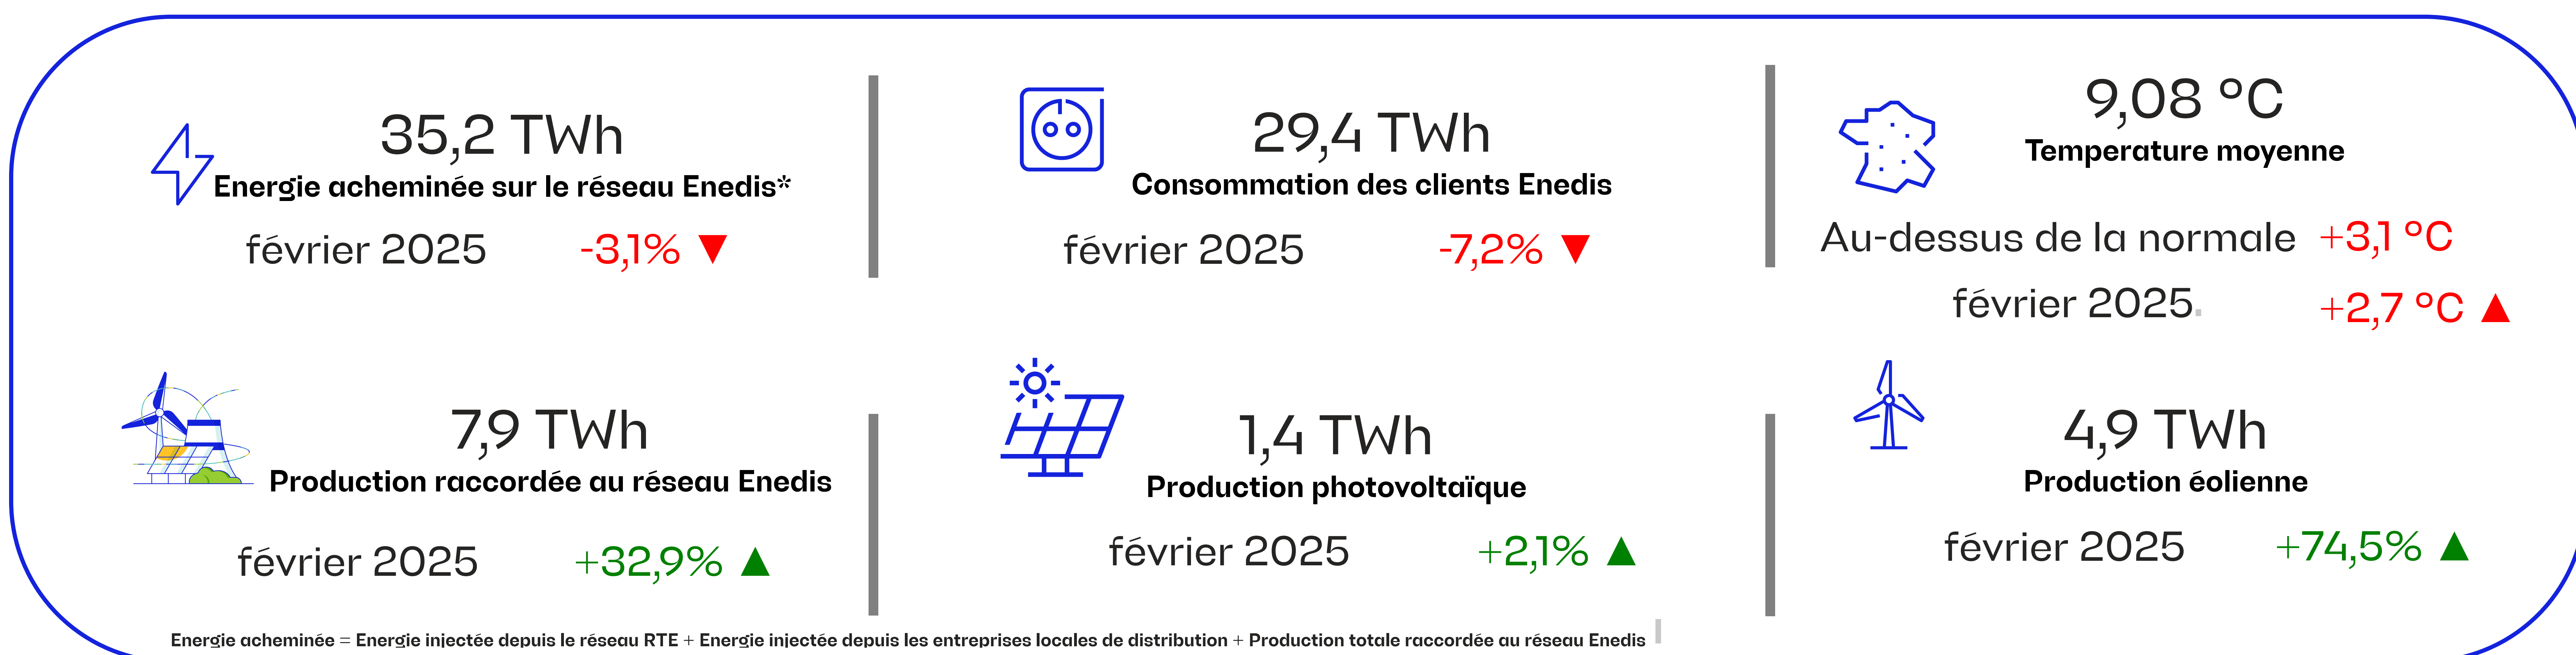 35,2 TWh
Energie acheminée sur le réseau Enedis*
février 2025 -3,1% ▼
29,4 TWh
Consommation des clients Enedis
février 2025 -7,2% ▼
9,08 °C
Temperature moyenne
Au-dessus de la normale +3,1 °C
février 2025 +2,7 °C ▲
7,9 TWh
Production raccordée au réseau Enedis
février 2025 +32,9% ▲
1,4 TWh
Production photovoltaïque
février 2025 +2,1% ▲
4,9 TWh
Production éolienne
février 2025 +74,5% ▲
Energie acheminée = Energie injectée depuis le réseau RTE + Energie injectée depuis les entreprises locales de distribution + Production totale raccordée au réseau Enedis